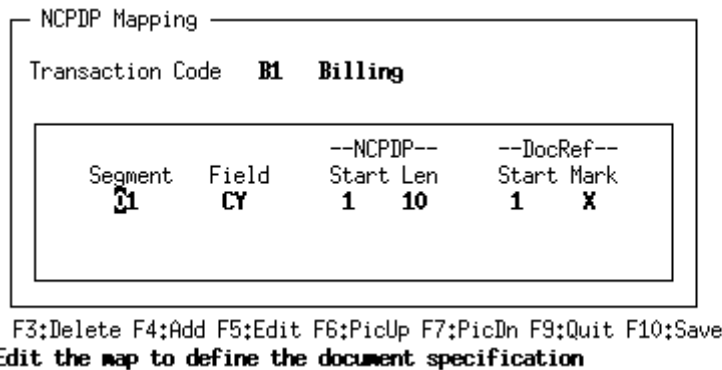 NCPDP Mapping
Transaction Code B1 Billing
--NCPDP-- --DocRef--
Segment Field Start Len Start Mark
01 CY 1 10 1 X
F3:Delete F4:Add F5:Edit F6:PicUp F7:PicDn F9:Quit F10:Save
Edit the map to define the document specification